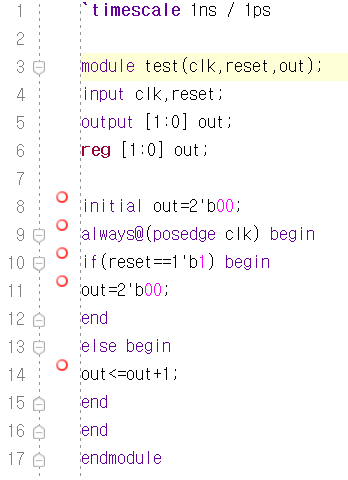 1 `timescale 1ns / 1ps
2
3 module test(clk,reset,out);
4 input clk,reset;
5 output [1:0] out;
6 reg [1:0] out;
7
8 initial out=2'b00;
9 always@(posedge clk) begin
10 if(reset==1'b1) begin
11 out=2'b00;
12 end
13 else begin
14 out<=out+1;
15 end
16 end
17 endmodule